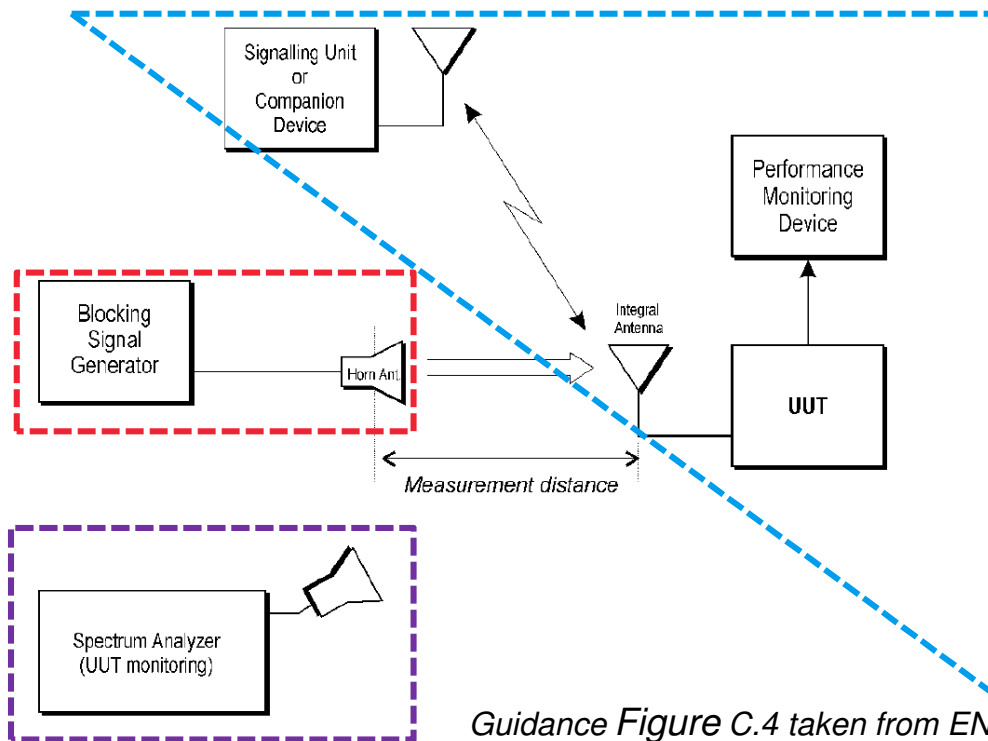 Signalling Unit
or
Companion
Device
Performance
Monitoring
Device
Blocking
Signal
Generator
Horn Ant.
Integral
Antenna
UUT
Measurement distance
Spectrum Analyzer
(UUT monitoring)
Guidance Figure C.4 taken from EN